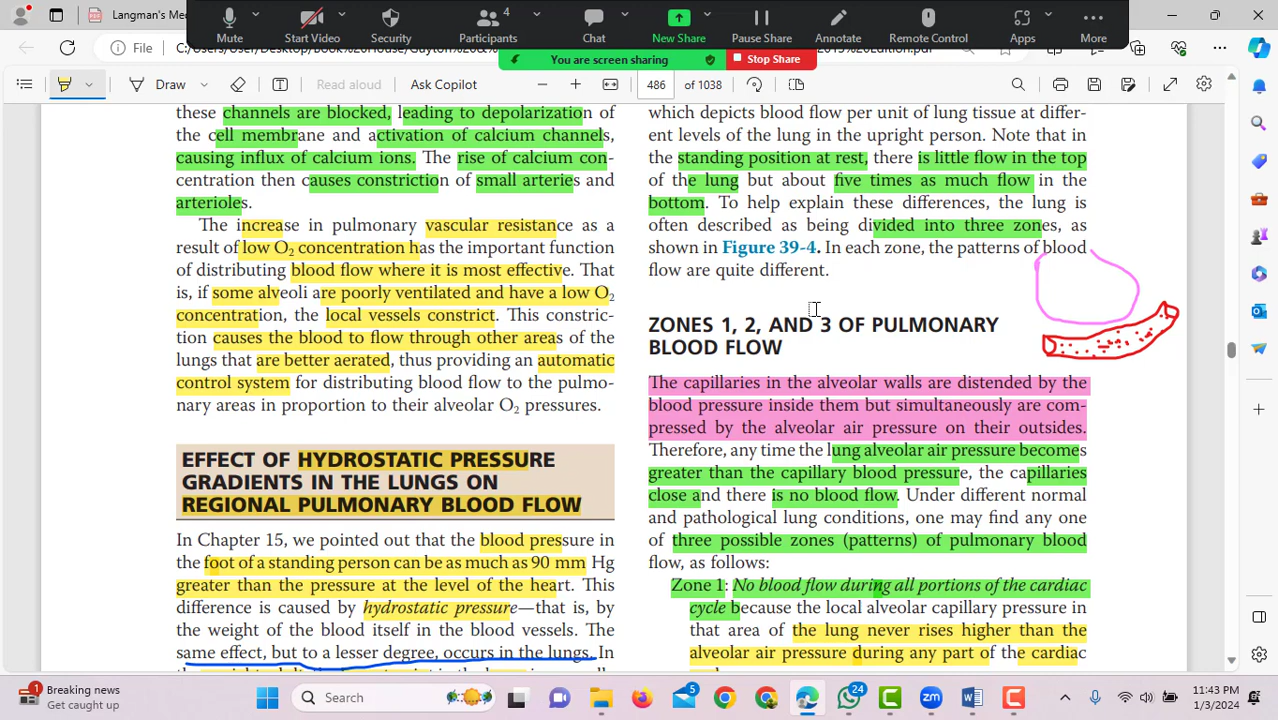 Langman's Medi
Mute
Start Video
Security
4
Participants
Chat
New Share
Pause Share
Annotate
Remote Control
Apps
More
File
You are screen sharing
Stop Share
Draw
Ask Copilot
486 of 1038
these channels are blocked, leading to depolarization of
the cell membrane and activation of calcium channels,
causing influx of calcium ions. The rise of calcium con-
centration then causes constriction of small arteries and
arterioles.
The increase in pulmonary vascular resistance as a
result of low O₂ concentration has the important function
of distributing blood flow where it is most effective. That
is, if some alveoli are poorly ventilated and have a low O₂
concentration, the local vessels constrict. This constric-
tion causes the blood to flow through other areas of the
lungs that are better aerated, thus providing an automatic
control system for distributing blood flow to the pulmo-
nary areas in proportion to their alveolar O₂ pressures.
EFFECT OF HYDROSTATIC PRESSURE
GRADIENTS IN THE LUNGS ON
REGIONAL PULMONARY BLOOD FLOW
In Chapter 15, we pointed out that the blood pressure in
the foot of a standing person can be as much as 90 mm Hg
greater than the pressure at the level of the heart. This
difference is caused by hydrostatic pressure—that is, by
the weight of the blood itself in the blood vessels. The
same effect, but to a lesser degree, occurs in the lungs. In
which depicts blood flow per unit of lung tissue at differ-
ent levels of the lung in the upright person. Note that in
the standing position at rest, there is little flow in the top
of the lung but about five times as much flow in the
bottom. To help explain these differences, the lung is
often described as being divided into three zones, as
shown in Figure 39-4. In each zone, the patterns of blood
flow are quite different.
ZONES 1, 2, AND 3 OF PULMONARY
BLOOD FLOW
The capillaries in the alveolar walls are distended by the
blood pressure inside them but simultaneously are com-
pressed by the alveolar air pressure on their outsides.
Therefore, any time the lung alveolar air pressure becomes
greater than the capillary blood pressure, the capillaries
close and there is no blood flow. Under different normal
and pathological lung conditions, one may find any one
of three possible zones (patterns) of pulmonary blood
flow, as follows:
Zone 1: No blood flow during all portions of the cardiac
cycle because the local alveolar capillary pressure in
that area of the lung never rises higher than the
alveolar air pressure during any part of the cardiac
1
Breaking news
Get caught up
Search
5
24
zm
11:43 PM
1/3/2024